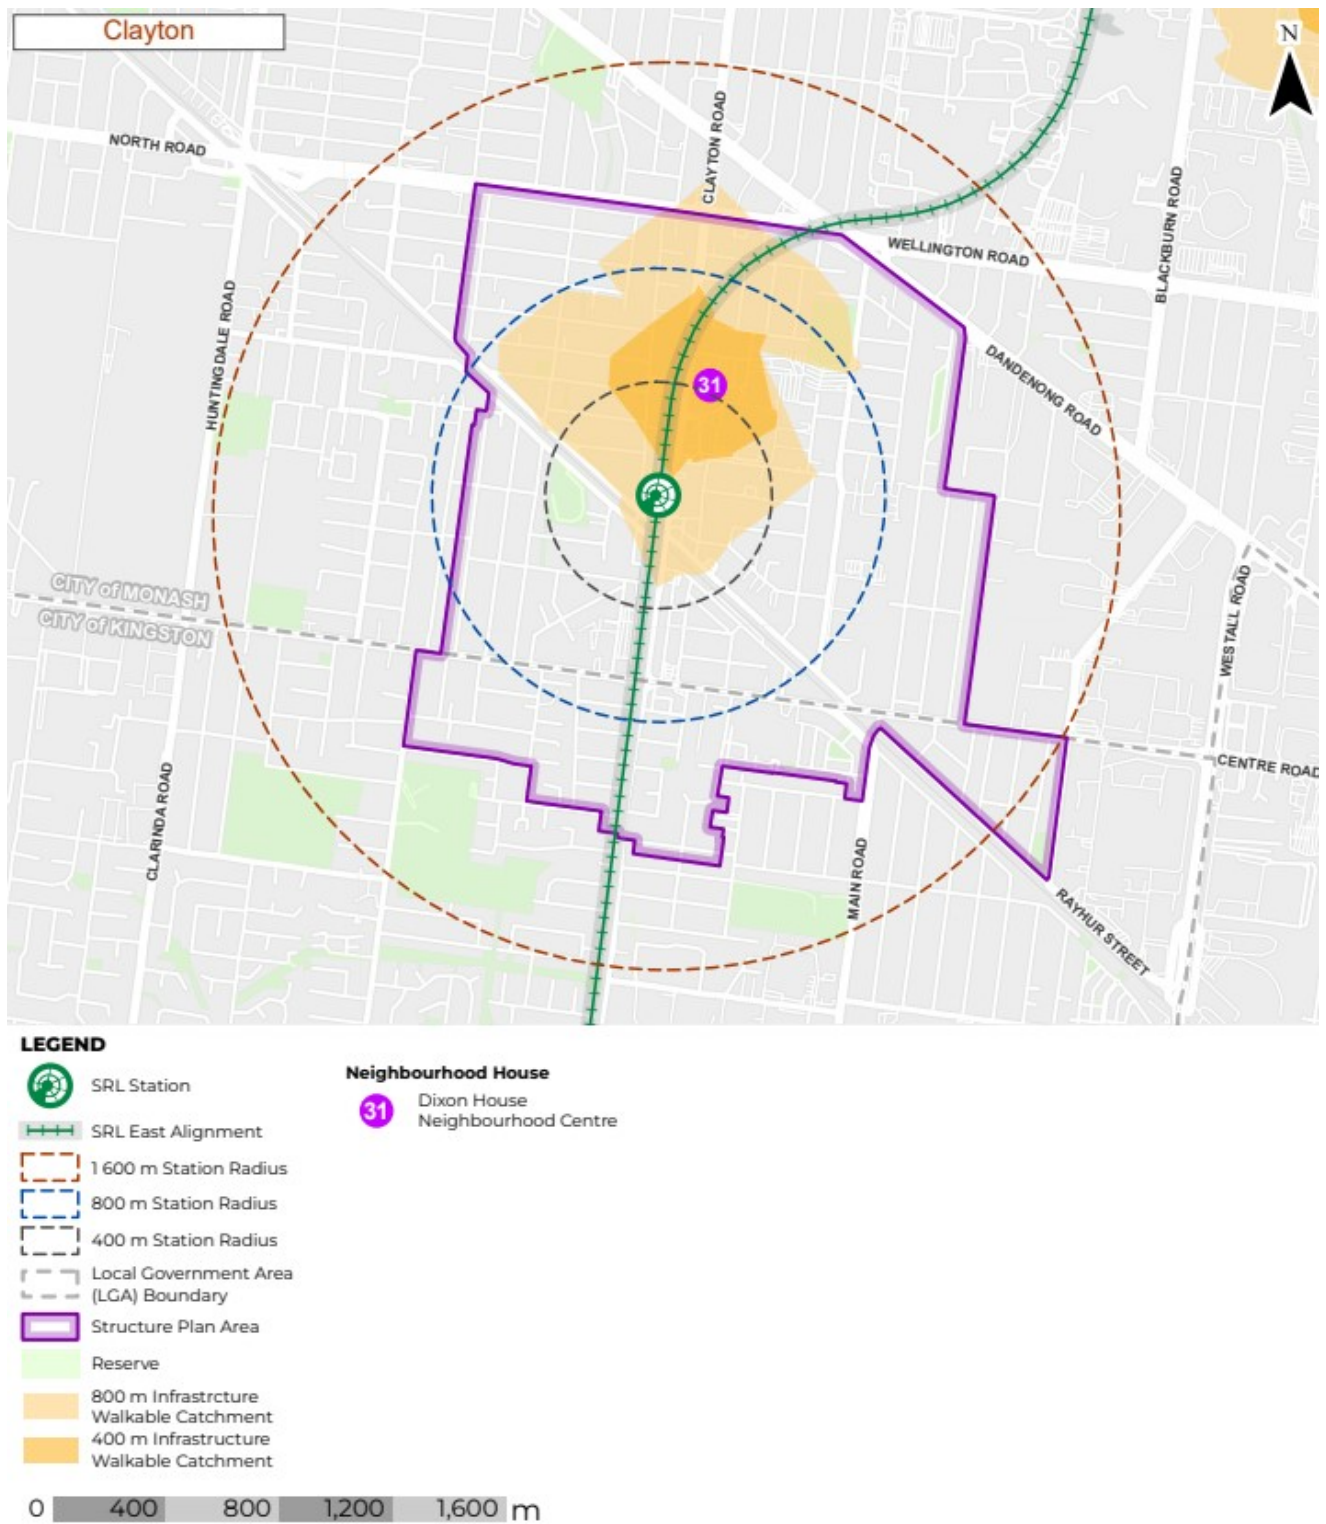 Clayton
N
NORTH ROAD
CLAYTON ROAD
WELLINGTON ROAD
BLACKBURN ROAD
HUNTINGDALE ROAD
DANDENONG ROAD
31
CITY of MONASH
CITY of KINGSTON
WESTALL ROAD
CENTRE ROAD
CLARINDA ROAD
MAIN ROAD
RAYHUR STREET
LEGEND
SRL Station
SRL East Alignment
1 600 m Station Radius
800 m Station Radius
400 m Station Radius
Local Government Area
(LGA) Boundary
Structure Plan Area
Reserve
800 m Infrastrcture
Walkable Catchment
400 m Infrastructure
Walkable Catchment
Neighbourhood House
31 Dixon House
Neighbourhood Centre
0 400 800 1,200 1,600 m